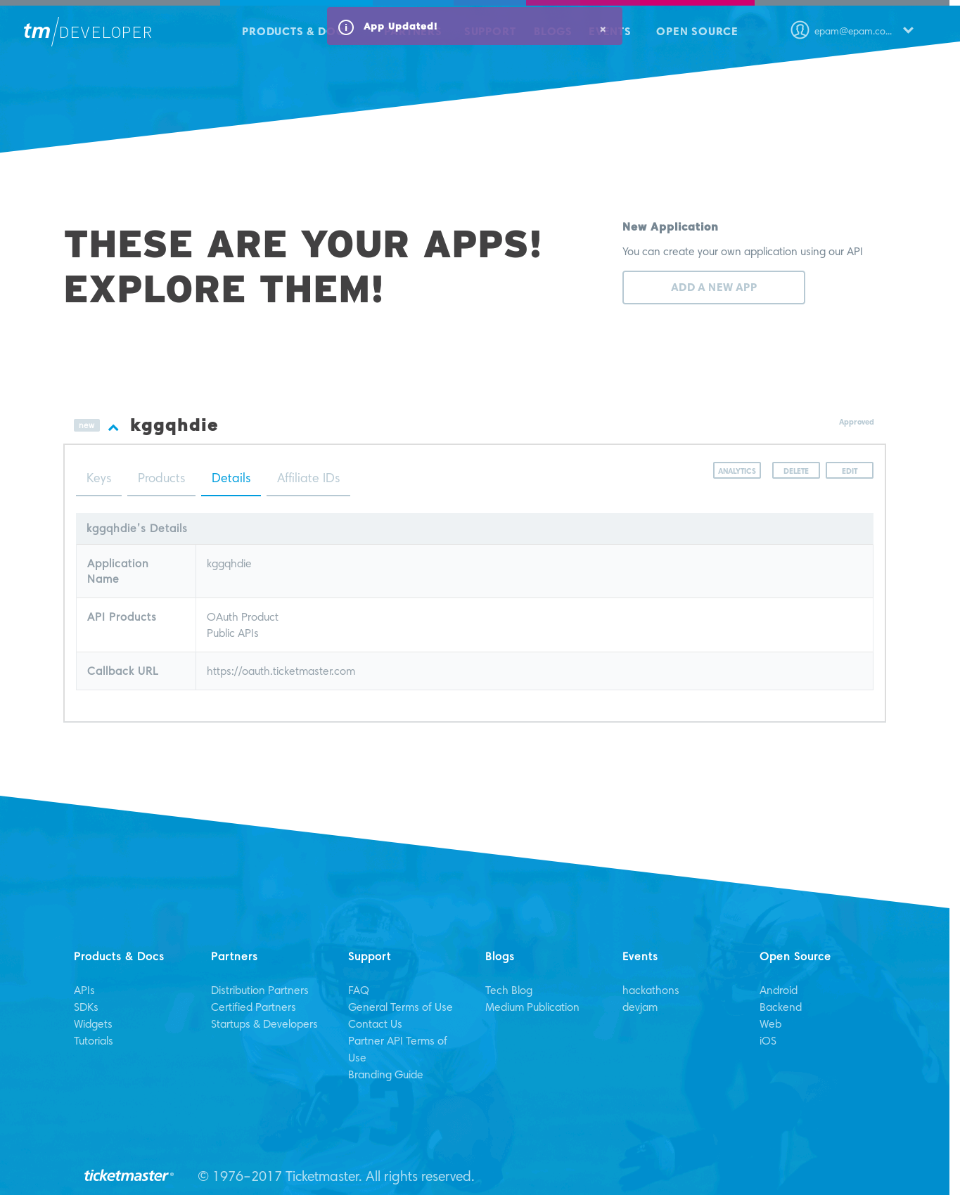 tm/DEVELOPER
PRODUCTS & DO
SUPPORT
BLOGS
OPEN SOURCE
epam@epam.co...
App Updated!
×
THESE ARE YOUR APPS!
EXPLORE THEM!
New Application
You can create your own application using our API
ADD A NEW APP
new
kggqhdie
Approved
Keys
Products
Details
Affiliate IDs
ANALYTICS
DELETE
EDIT
kggqhdie's Details
Application
Name
kggqhdie
API Products
OAuth Product
Public APIs
Callback URL
https://oauth.ticketmaster.com
Products & Docs
APIs
SDKs
Widgets
Tutorials
Partners
Distribution Partners
Certified Partners
Startups & Developers
Support
FAQ
General Terms of Use
Contact Us
Partner API Terms of
Use
Branding Guide
Blogs
Tech Blog
Medium Publication
Events
hackathons
devjam
Open Source
Android
Backend
Web
iOS
ticketmaster®
© 1976-2017 Ticketmaster. All rights reserved.